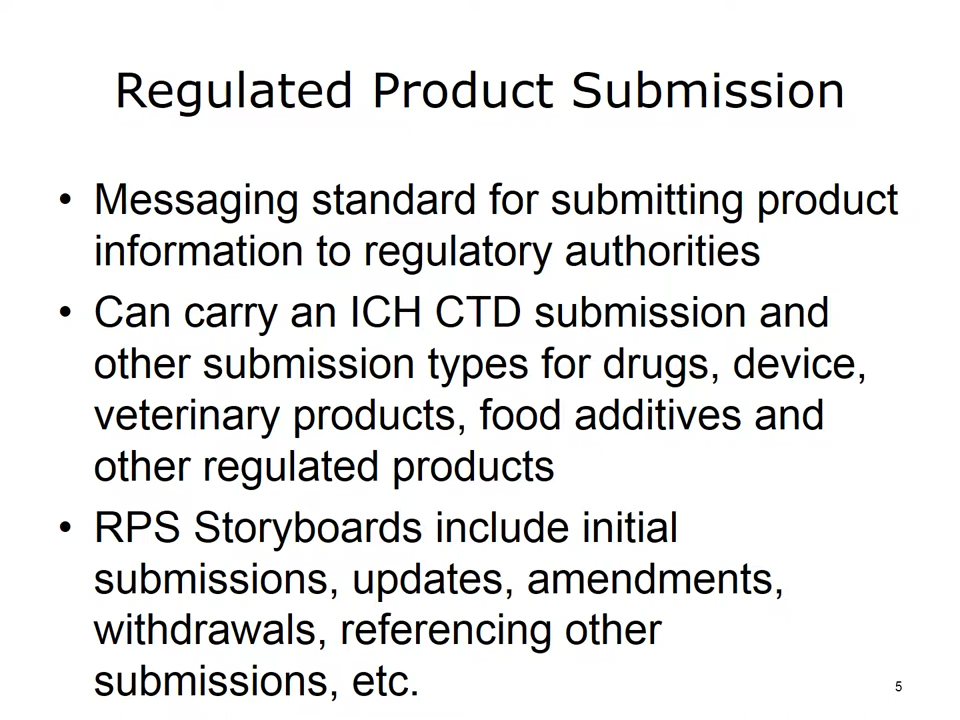 Regulated Product Submission
• Messaging standard for submitting product
information to regulatory authorities
• Can carry an ICH CTD submission and
other submission types for drugs, device,
veterinary products, food additives and
other regulated products
• RPS Storyboards include initial
submissions, updates, amendments,
withdrawals, referencing other
submissions, etc.
5